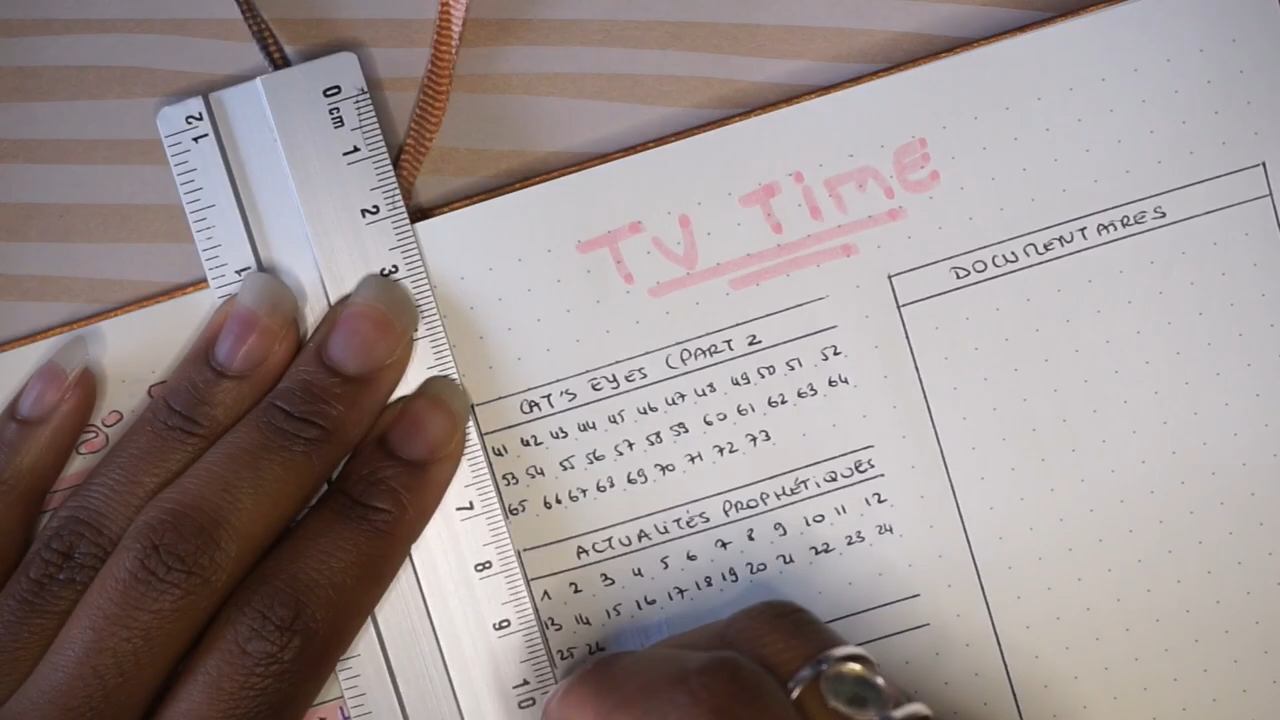 TV TIME
CAT'S EYES (PART 2
41 42 43 44 45 46 47 48 49 50 51 52
53 54 55 56 57 58 59 60 61 62 63 64
65 66 67 68 69 70 71 72 73
ACTUALITÉS PROPHÉTIQUES
1 2 3 4 5 6 7 8 9 10 11 12
13 14 15 16 17 18 19 20 21 22 23 24
25 26
DOCUMENTAIRES
0 cm 1 2 3 7 8 9 10
12
1